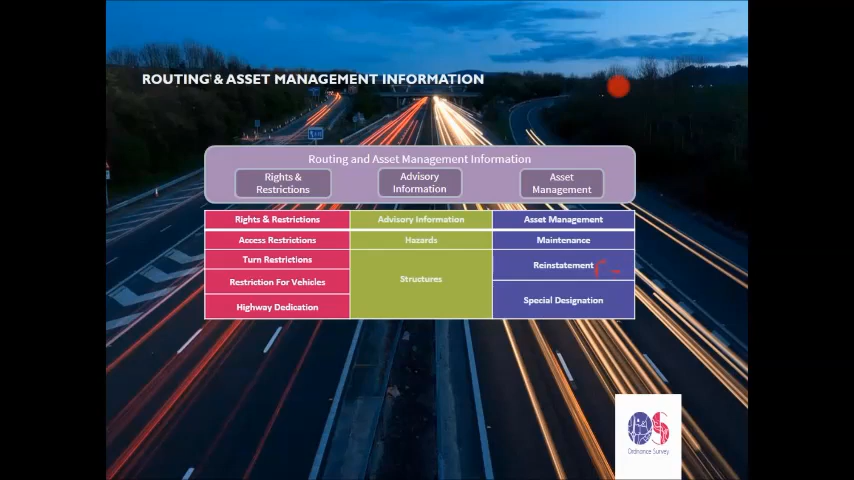 ROUTING & ASSET MANAGEMENT INFORMATION
Routing and Asset Management Information
Rights &
Restrictions
Advisory
Information
Asset
Management
Rights & Restrictions
Advisory Information
Asset Management
Access Restrictions
Hazards
Maintenance
Turn Restrictions
Structures
Reinstatement
Restriction For Vehicles
Special Designation
Highway Dedication
OS
Ordnance Survey